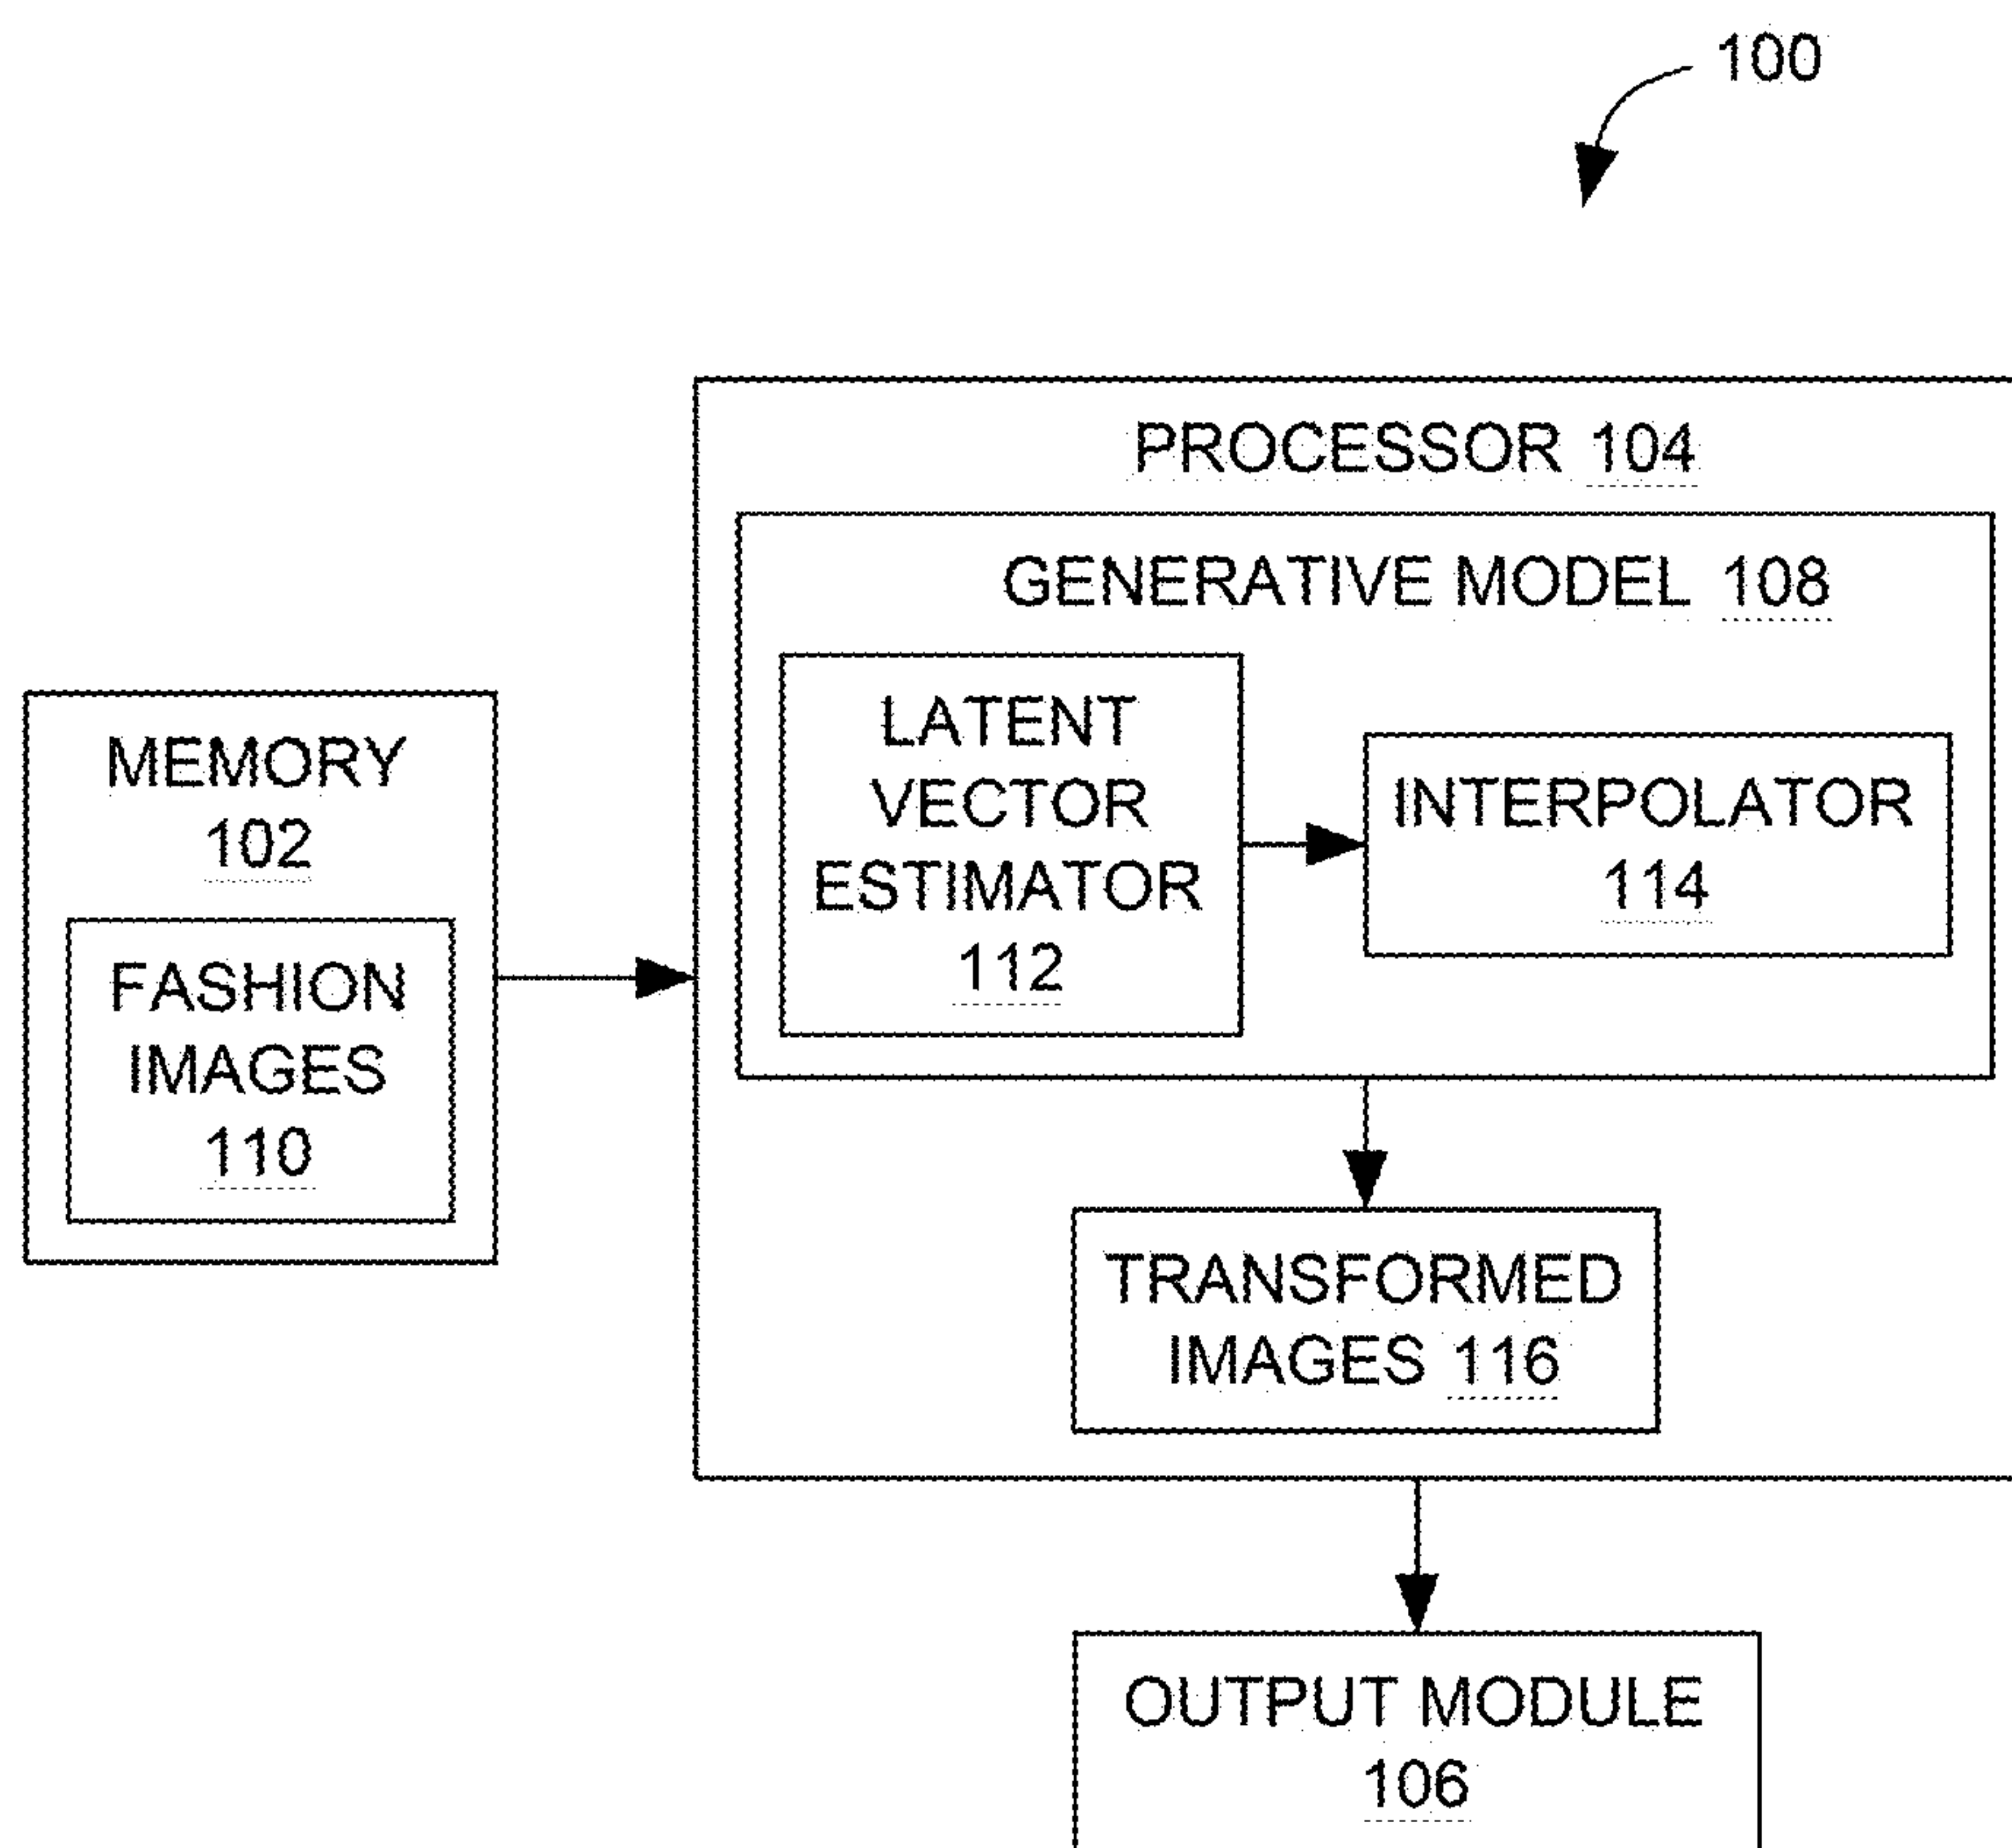 100
PROCESSOR 104
GENERATIVE MODEL 108
LATENT
VECTOR
ESTIMATOR
112
INTERPOLATOR
114
MEMORY
102
FASHION
IMAGES
110
TRANSFORMED
IMAGES 116
OUTPUT MODULE
106